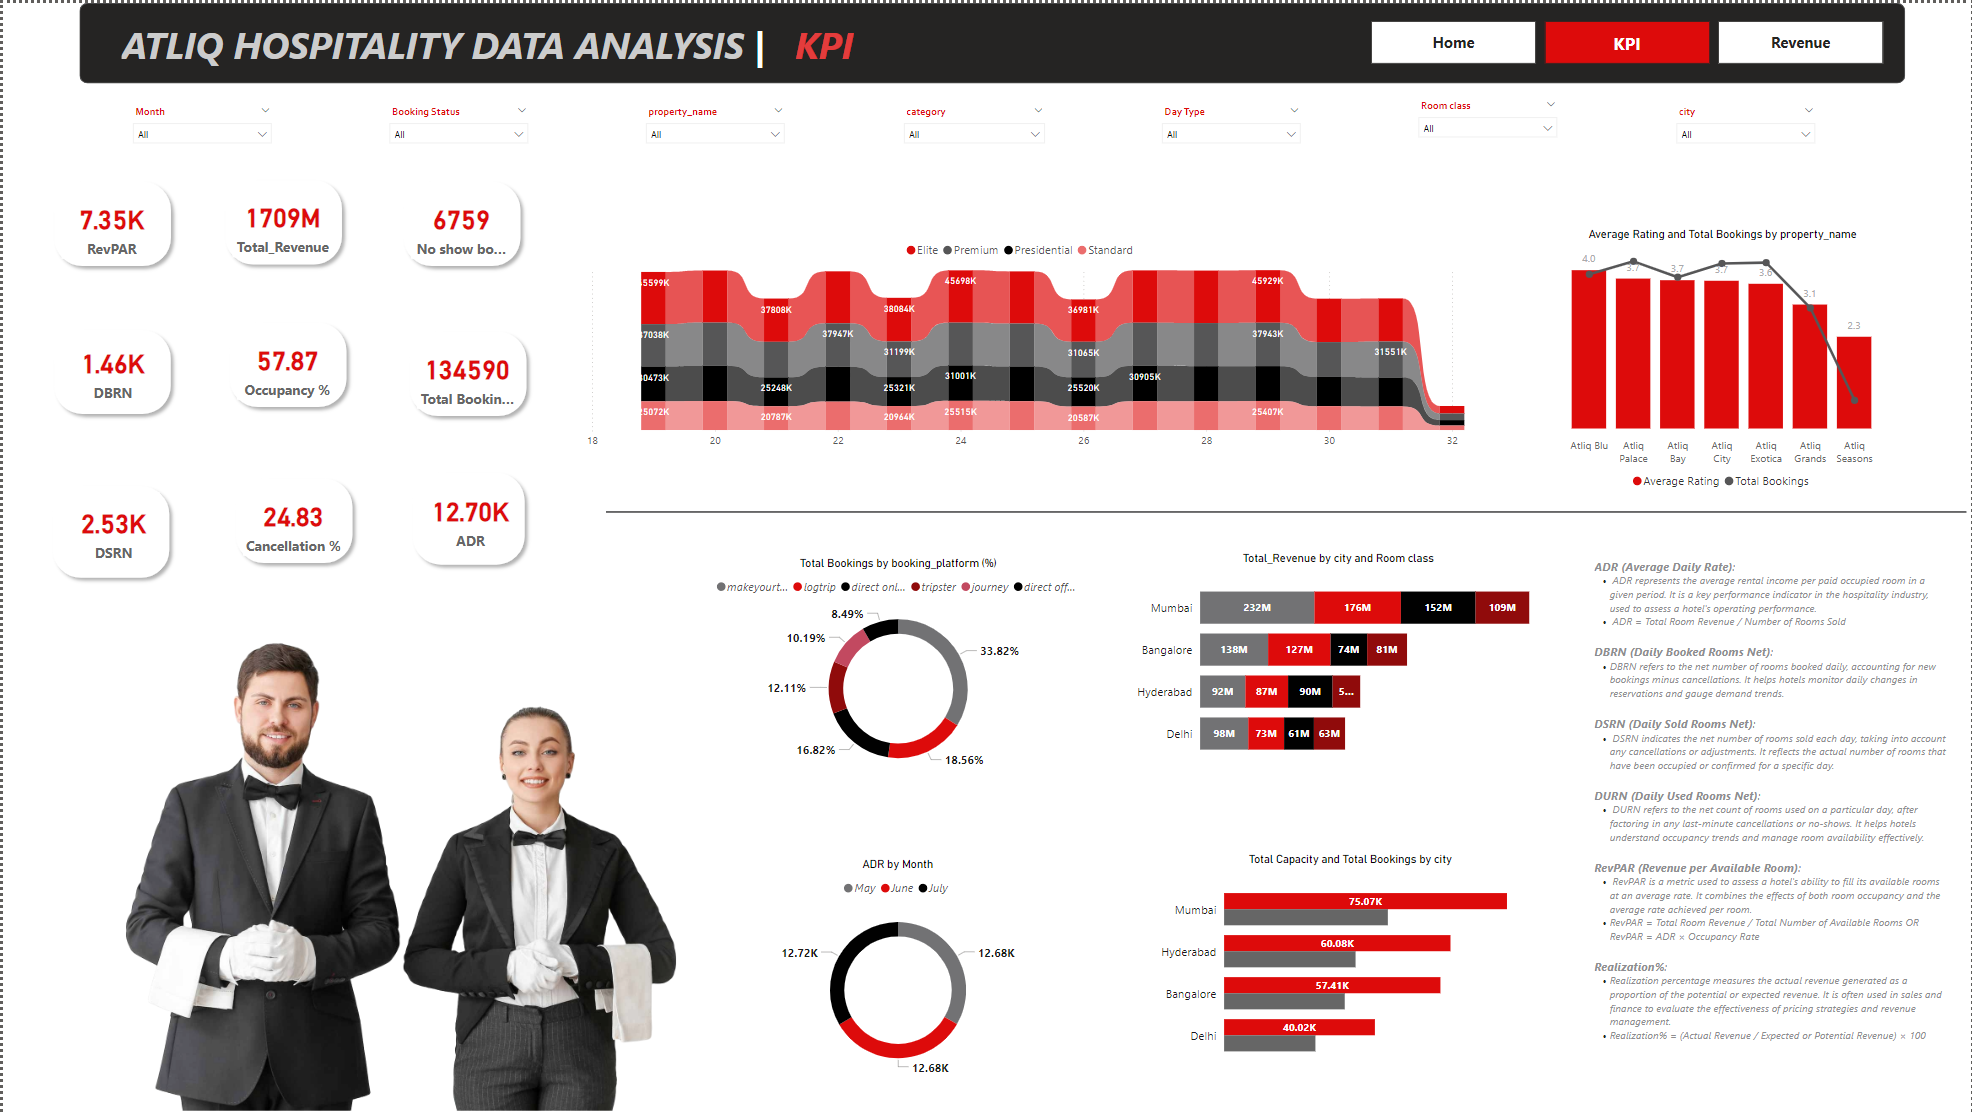 ATLIQ HOSPITALITY DATA ANALYSIS | KPI
Home
KPI
Revenue
Month
All
Booking Status
All
property_name
All
category
All
Day Type
All
Room class
All
city
All
7.35K
RevPAR
1709M
Total_Revenue
6759
No show bo...
1.46K
DBRN
57.87
Occupancy %
134590
Total Bookin...
2.53K
DSRN
24.83
Cancellation %
12.70K
ADR
Elite Premium Presidential Standard
45599K
37808K
38084K
45698K
36981K
45929K
37038K
37947K
31199K
31065K
37943K
31551K
30473K
25248K
25321K
31001K
25520K
30905K
25072K
20787K
20964K
25515K
20587K
25407K
18 20 22 24 26 28 30 32
Average Rating and Total Bookings by property_name
4.0
3.7
3.7
3.7
3.6
3.1
2.3
Atliq Blu
Atliq Palace
Atliq Bay
Atliq City
Atliq Exotica
Atliq Grands
Atliq Seasons
Average Rating Total Bookings
Total Bookings by booking_platform (%)
makeyourt... logtrip direct onl... tripster journey direct off...
8.49%
10.19%
12.11%
16.82%
18.56%
33.82%
Total_Revenue by city and Room class
Mumbai 232M 176M 152M 109M
Bangalore 138M 127M 74M 81M
Hyderabad 92M 87M 90M 5...
Delhi 98M 73M 61M 63M
ADR by Month
May June July
12.72K
12.68K
12.68K
Total Capacity and Total Bookings by city
Mumbai 75.07K
Hyderabad 60.08K
Bangalore 57.41K
Delhi 40.02K
ADR (Average Daily Rate):
• ADR represents the average rental income per paid occupied room in a
given period. It is a key performance indicator in the hospitality industry,
used to assess a hotel's operating performance.
• ADR = Total Room Revenue / Number of Rooms Sold
DBRN (Daily Booked Rooms Net):
• DBRN refers to the net number of rooms booked daily, accounting for new
bookings minus cancellations. It helps hotels monitor daily changes in
reservations and gauge demand trends.
DSRN (Daily Sold Rooms Net):
• DSRN indicates the net number of rooms sold each day, taking into account
any cancellations or adjustments. It reflects the actual number of rooms that
have been occupied or confirmed for a specific day.
DURN (Daily Used Rooms Net):
• DURN refers to the net count of rooms used on a particular day, after
factoring in any last-minute cancellations or no-shows. It helps hotels
understand occupancy trends and manage room availability effectively.
RevPAR (Revenue per Available Room):
• RevPAR is a metric used to assess a hotel's ability to fill its available rooms
at an average rate. It combines the effects of both room occupancy and the
average rate achieved per room.
• RevPAR = Total Room Revenue / Total Number of Available Rooms OR
RevPAR = ADR × Occupancy Rate
Realization%:
• Realization percentage measures the actual revenue generated as a
proportion of the potential or expected revenue. It is often used in sales and
finance to evaluate the effectiveness of pricing strategies and revenue
management.
• Realization% = (Actual Revenue / Expected or Potential Revenue) × 100